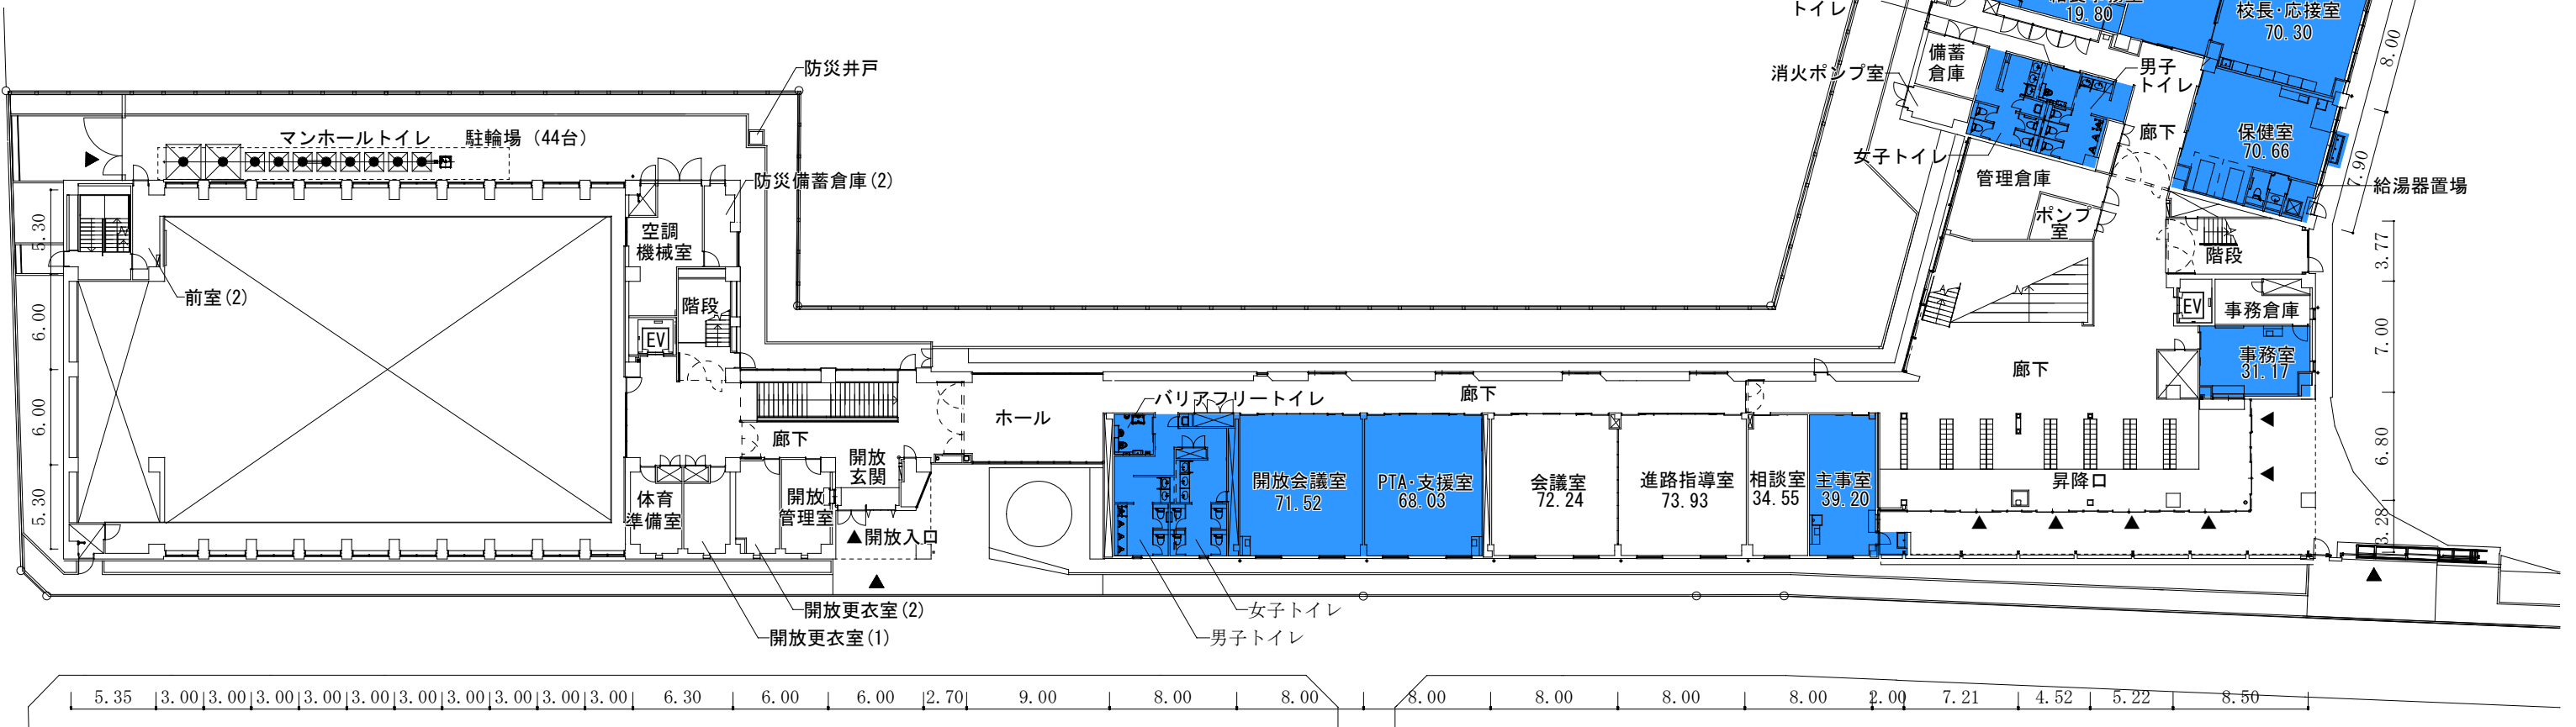 トイレ
19.80
校長･応接室
70.30
8.00
防災井戸
備蓄
倉庫
消火ポンプ室
男子
トイレ
マンホールトイレ
駐輪場 (44台)
廊下
保健室
70.66
7.90
女子トイレ
防災備蓄倉庫(2)
管理倉庫
給湯器置場
5.30
空調
機械室
ポンプ
室
階段
3.77
前室(2)
階段
EV
事務倉庫
6.00
EV
7.00
事務室
31.17
廊下
バリアフリートイレ
廊下
ホール
6.00
廊下
6.80
開放
玄関
開放会議室
71.52
PTA･支援室
68.03
会議室
72.24
進路指導室
73.93
相談室
34.55
主事室
39.20
昇降口
5.30
体育
準備室
開放
管理室
開放入口
3.28
開放更衣室(2)
女子トイレ
開放更衣室(1)
男子トイレ
5.35 3.00 3.00 3.00 3.00 3.00 3.00 3.00 3.00 3.00 3.00 6.30 6.00 6.00 2.70 9.00 8.00 8.00 8.00 8.00 8.00 8.00 2.00 7.21 4.52 5.22 8.50